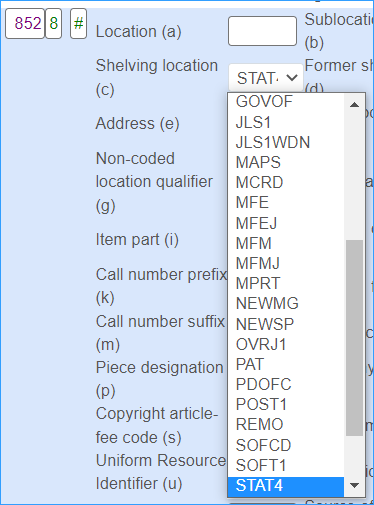 852 8 # Location (a) Sublocati
(b)
Shelving location Former sh
(c) STAT4 (d)
GOVOF
Address (e) JLS1
JLS1WDN
Non-coded MAPS
location qualifier MCRD
(g) MFE
MFEJ
Item part (i) MFM
MFMJ
Call number prefix MPRT
(k) NEWMG
Call number suffix NEWSP
(m) OVRJ1
Piece designation PAT
(p) PDOFC
Copyright article- POST1
fee code (s) REMO
SOFCD
Uniform Resource SOFT1
Identifier (u) STAT4